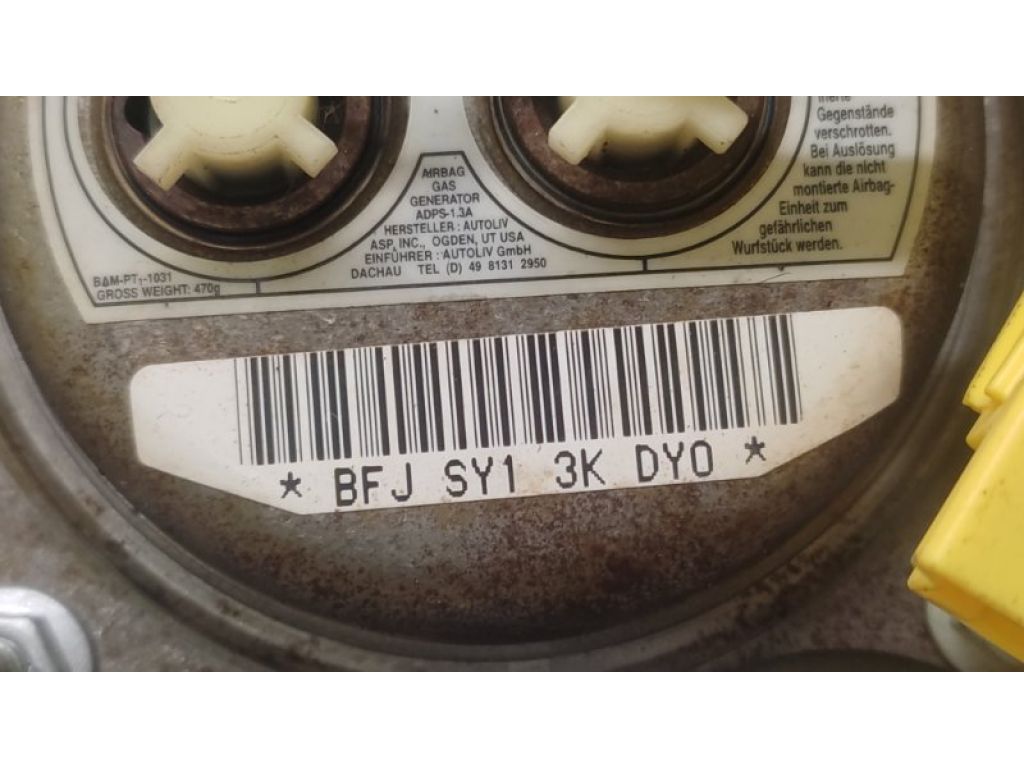 Gegenstände
verschrotten.
Bei Auslösung
kann die nicht
montierte Airbag-
Einheit zum
gefährlichen
Wurfstück werden.
AIRBAG
GAS
GENERATOR
ADPS-1.3A
HERSTELLER : AUTOLIV
ASP, INC., OGDEN, UT USA
EINFÜHRER : AUTOLIV GmbH
DACHAU TEL (D) 49 8131 2950
BAM-PT₁-1031
GROSS WEIGHT: 470g
* BFJ SY1 3K DY0 *